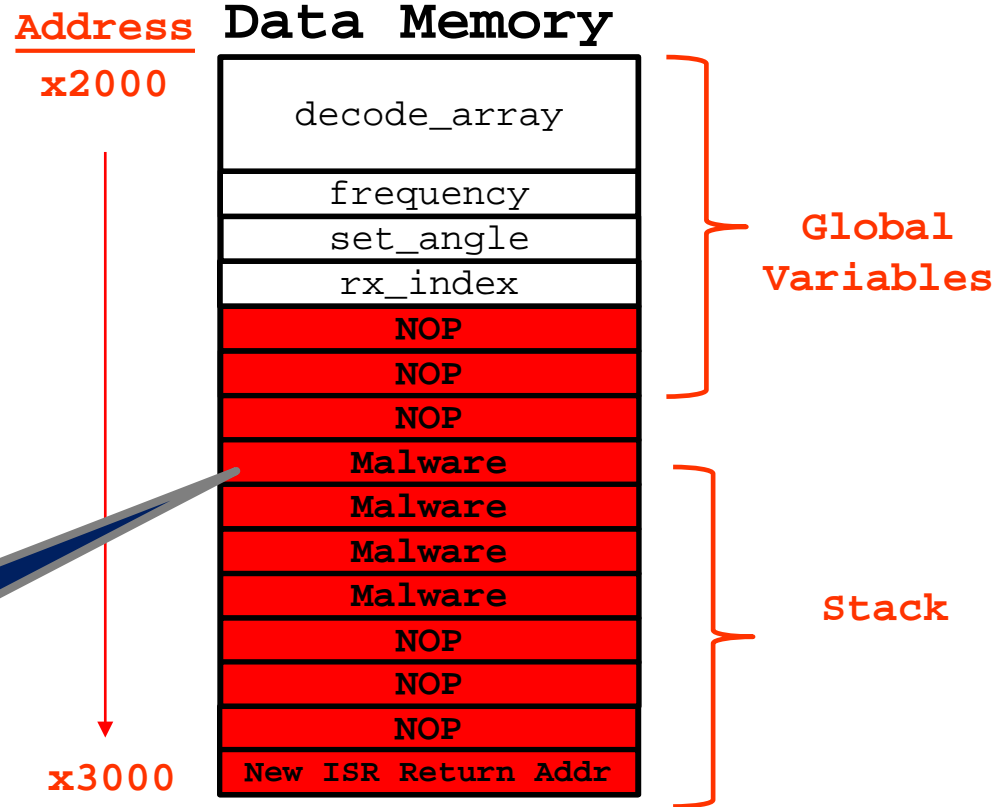 Address
Data Memory
x2000
decode_array
frequency
set_angle
rx_index
Global
Variables
NOP
NOP
NOP
Malware
Malware
Malware
Malware
Stack
NOP
NOP
NOP
x3000
New ISR Return Addr